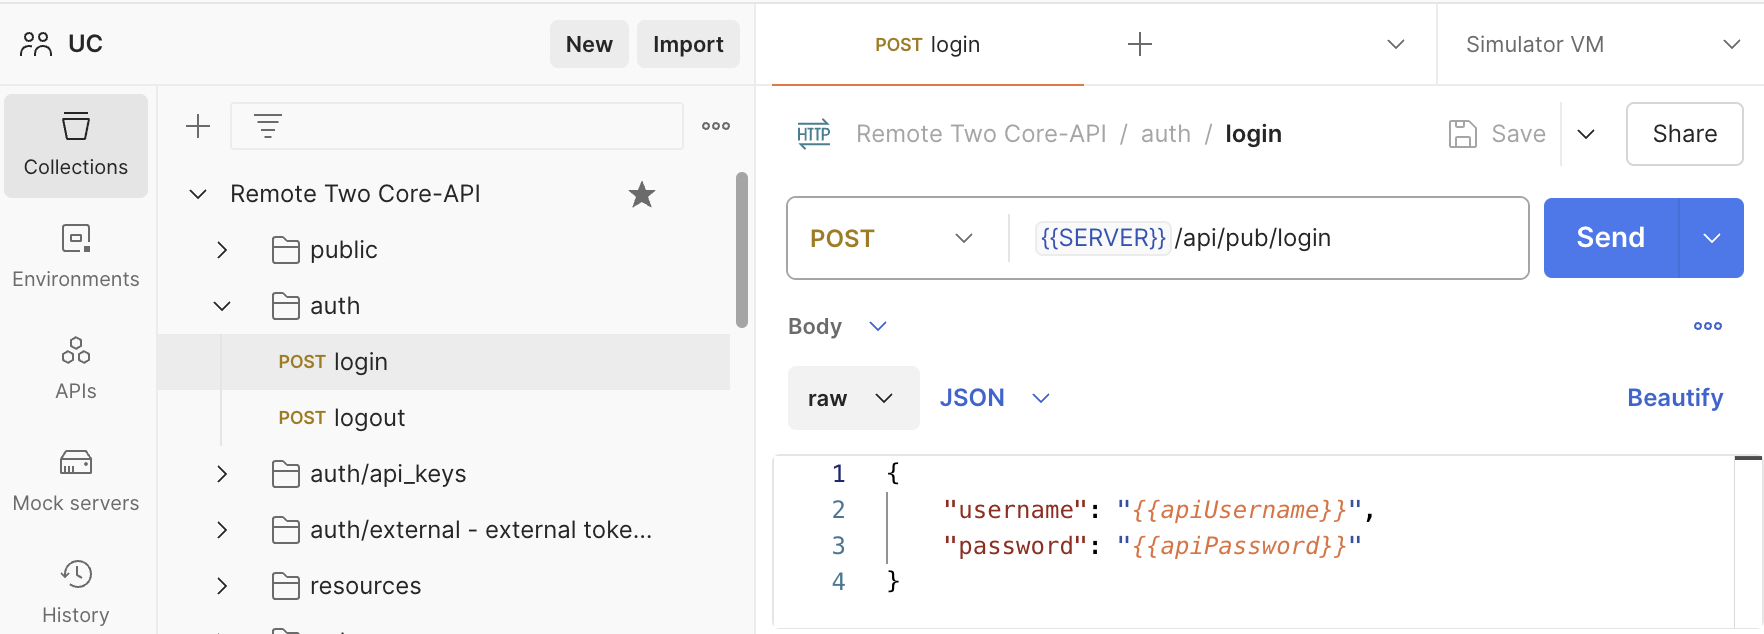 UC
New
Import
Collections
Environments
APIs
Mock servers
History
Remote Two Core-API
public
auth
POST login
POST logout
auth/api_keys
auth/external - external toke...
resources
POST login
Simulator VM
HTTP
Remote Two Core-API / auth / login
Save
Share
POST
{{SERVER}} /api/pub/login
Send
Body
raw
JSON
Beautify
1 {
2 "username": "{{apiUsername}}",
3 "password": "{{apiPassword}}"
4 }